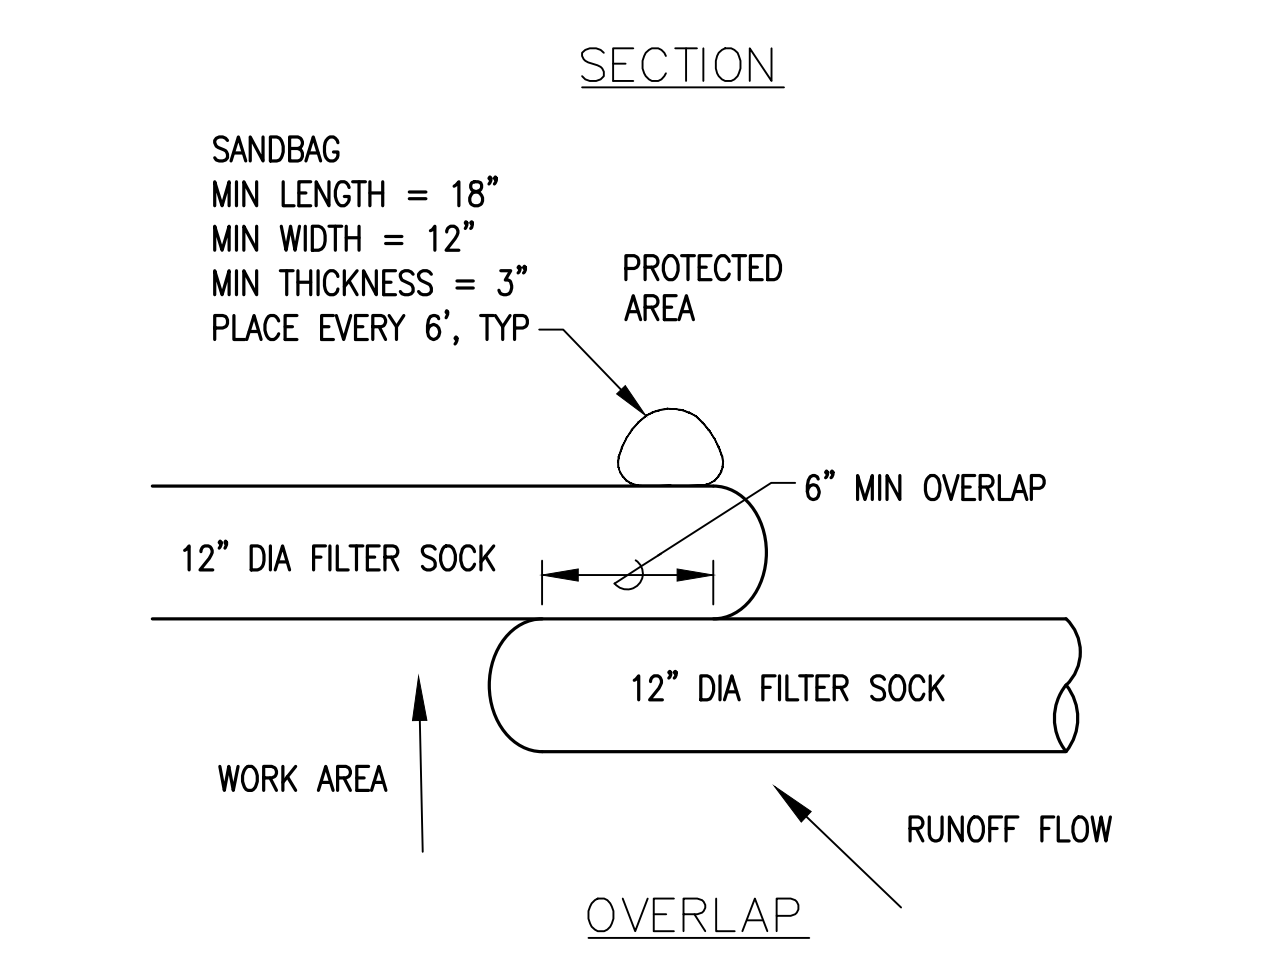 SECTION
SANDBAG
MIN LENGTH = 18”
MIN WIDTH = 12”
MIN THICKNESS = 3”
PLACE EVERY 6’, TYP
PROTECTED
AREA
6” MIN OVERLAP
12” DIA FILTER SOCK
12” DIA FILTER SOCK
WORK AREA
RUNOFF FLOW
OVERLAP